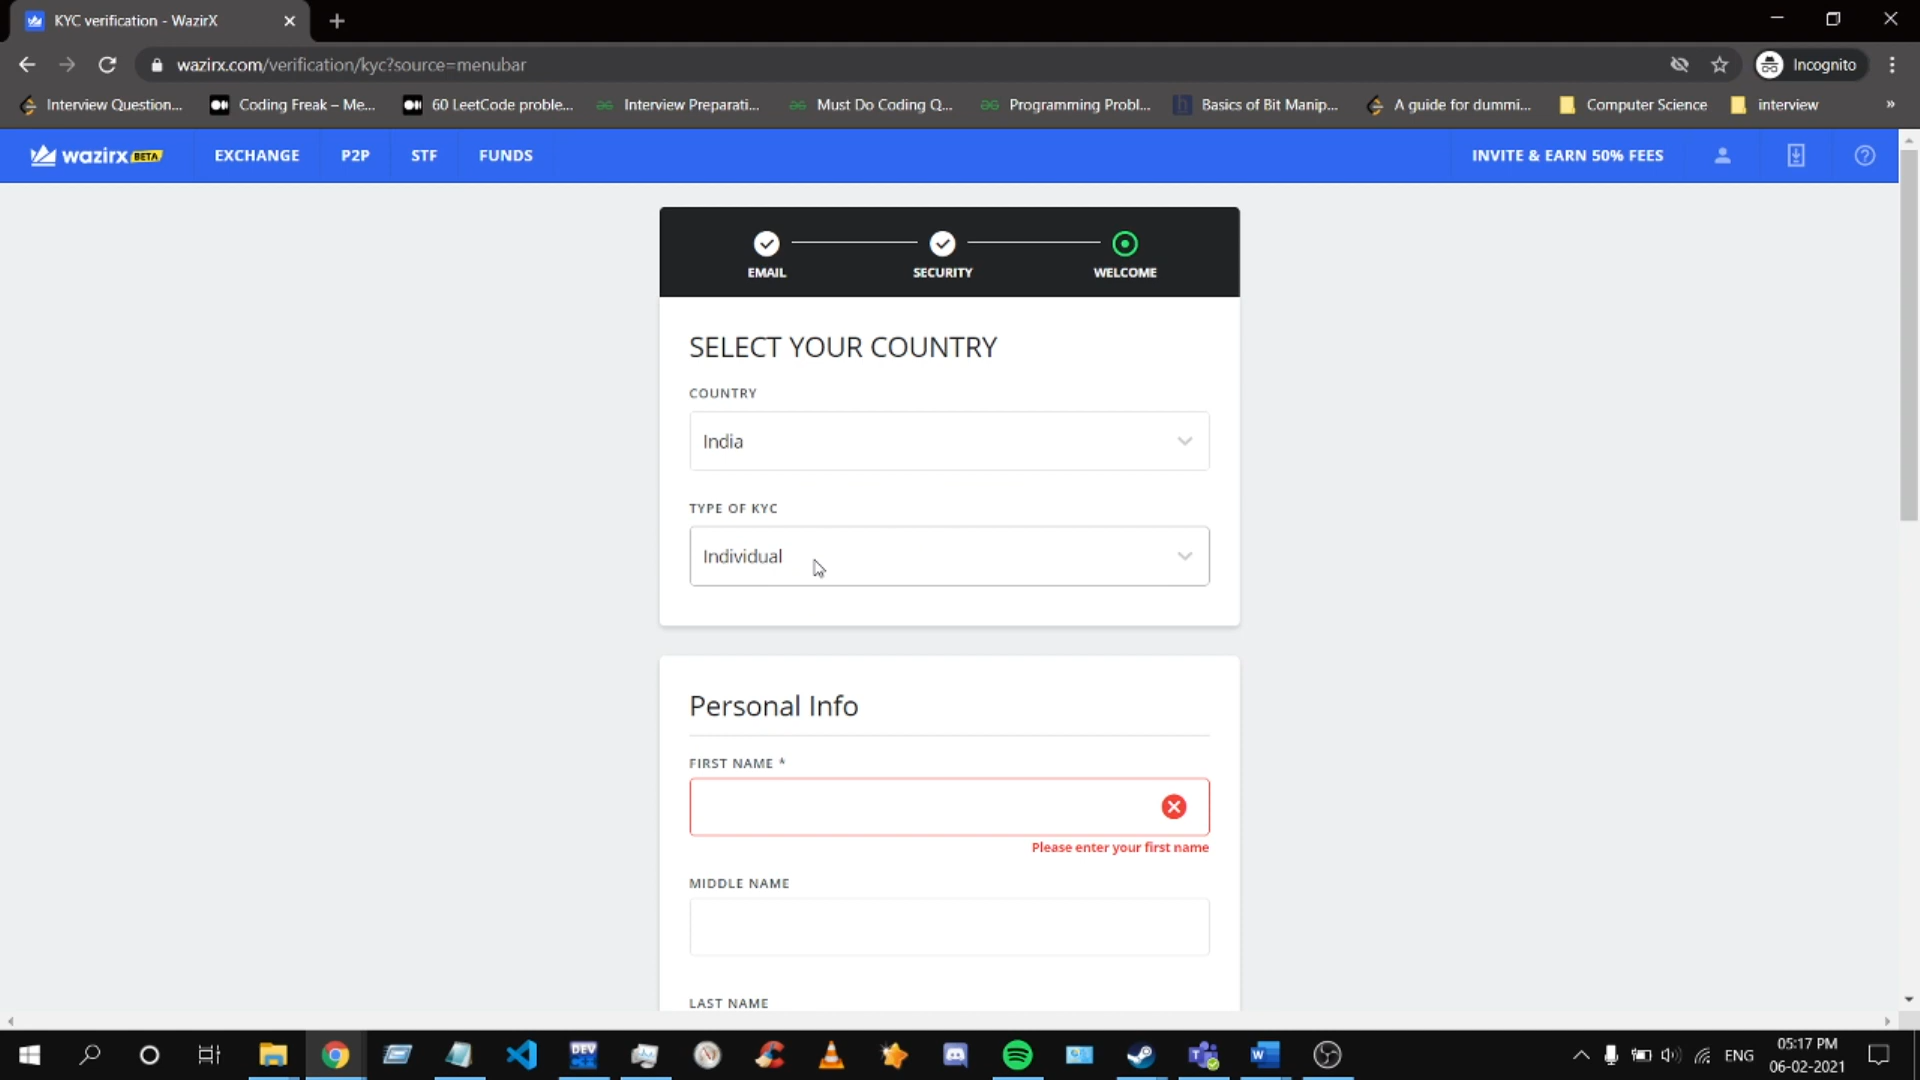 KYC verification - WazirX
wazirx.com/verification/kyc?source=menubar
Incognito
Interview Question...
Coding Freak – Me...
60 LeetCode proble...
Interview Preparati...
Must Do Coding Q...
Programming Probl...
Basics of Bit Manip...
A guide for dummi...
Computer Science
interview
»
wazirx BETA
EXCHANGE
P2P
STF
FUNDS
INVITE & EARN 50% FEES
EMAIL
SECURITY
WELCOME
SELECT YOUR COUNTRY
COUNTRY
India
TYPE OF KYC
Individual
Personal Info
FIRST NAME *
Please enter your first name
MIDDLE NAME
LAST NAME
DEV
ENG
05:17 PM
06-02-2021